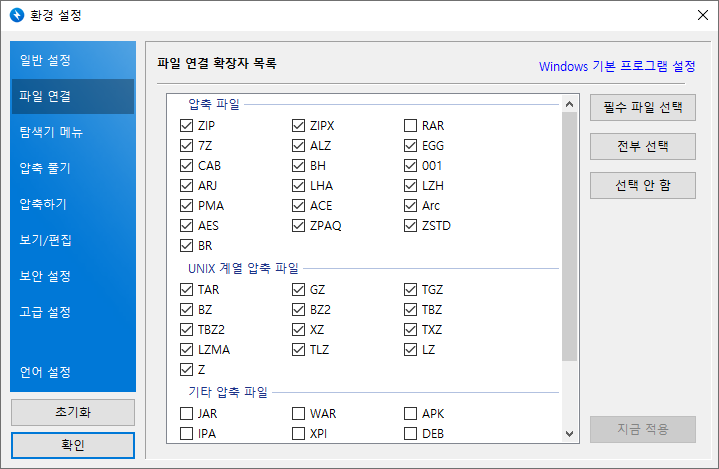 환경 설정
일반 설정
파일 연결
탐색기 메뉴
압축 풀기
압축하기
보기/편집
보안 설정
고급 설정
언어 설정
초기화
확인
파일 연결 확장자 목록
Windows 기본 프로그램 설정
압축 파일
ZIP ZIPX RAR
7Z ALZ EGG
CAB BH 001
ARJ LHA LZH
PMA ACE Arc
AES ZPAQ ZSTD
BR
UNIX 계열 압축 파일
TAR GZ TGZ
BZ BZ2 TBZ
TBZ2 XZ TXZ
LZMA TLZ LZ
Z
기타 압축 파일
JAR WAR APK
IPA XPI DEB
필수 파일 선택
전부 선택
선택 안 함
지금 적용